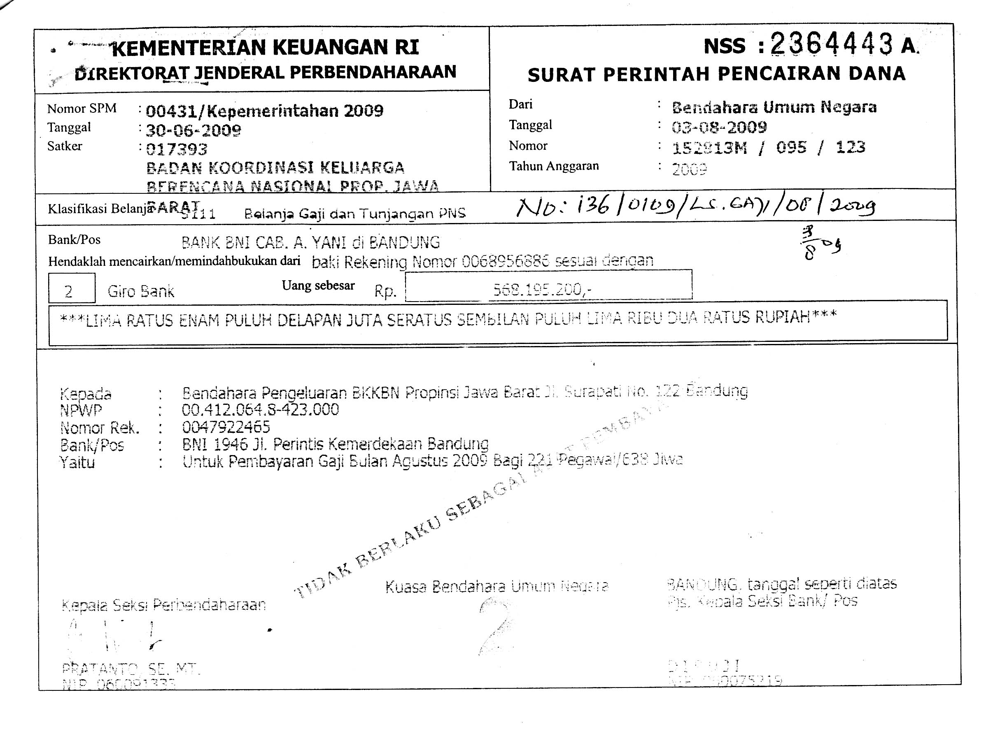 KEMENTERIAN KEUANGAN RI
DIREKTORAT JENDERAL PERBENDAHARAAN
NSS : 2364443 A.
SURAT PERINTAH PENCAIRAN DANA
Nomor SPM : 00431/Kepemerintahan 2009
Tanggal : 30-06-2009
Satker : 017393
BADAN KOORDINASI KELUARGA
BERENCANA NASIONAL PROP. JAWA
BARAT
Dari : Bendahara Umum Negara
Tanggal : 03-08-2009
Nomor : 152813M / 095 / 123
Tahun Anggaran : 2009
Klasifikasi Belanja 5111 Belanja Gaji dan Tunjangan PNS
No: 136/0109/LS.GAJI/08/2009
3/8 09
Bank/Pos BANK BNI CAB. A. YANI di BANDUNG
Hendaklah mencairkan/memindahbukukan dari baki Rekening Nomor 0068956886 sesuai dengan
2 Giro Bank Uang sebesar Rp. 568.195.200,-
***LIMA RATUS ENAM PULUH DELAPAN JUTA SERATUS SEMBILAN PULUH LIMA RIBU DUA RATUS RUPIAH***
Kepada : Bendahara Pengeluaran BKKBN Propinsi Jawa Barat Jl. Surapati No. 122 Bandung
NPWP : 00.412.064.8-423.000
Nomor Rek. : 0047922465
Bank/Pos : BNI 1946 Jl. Perintis Kemerdekaan Bandung
Yaitu : Untuk Pembayaran Gaji Bulan Agustus 2009 Bagi 221 Pegawai/638 Jiwa
TIDAK BERLAKU SEBAGAI ALAT
Kuasa Bendahara Umum Negara
BANDUNG, tanggal seperti diatas
Kepala Seksi Perbendaharaan
Pjs. Kepala Seksi Bank/ Pos
2
PRATANTO, SE. MT.
NIP. 060091333